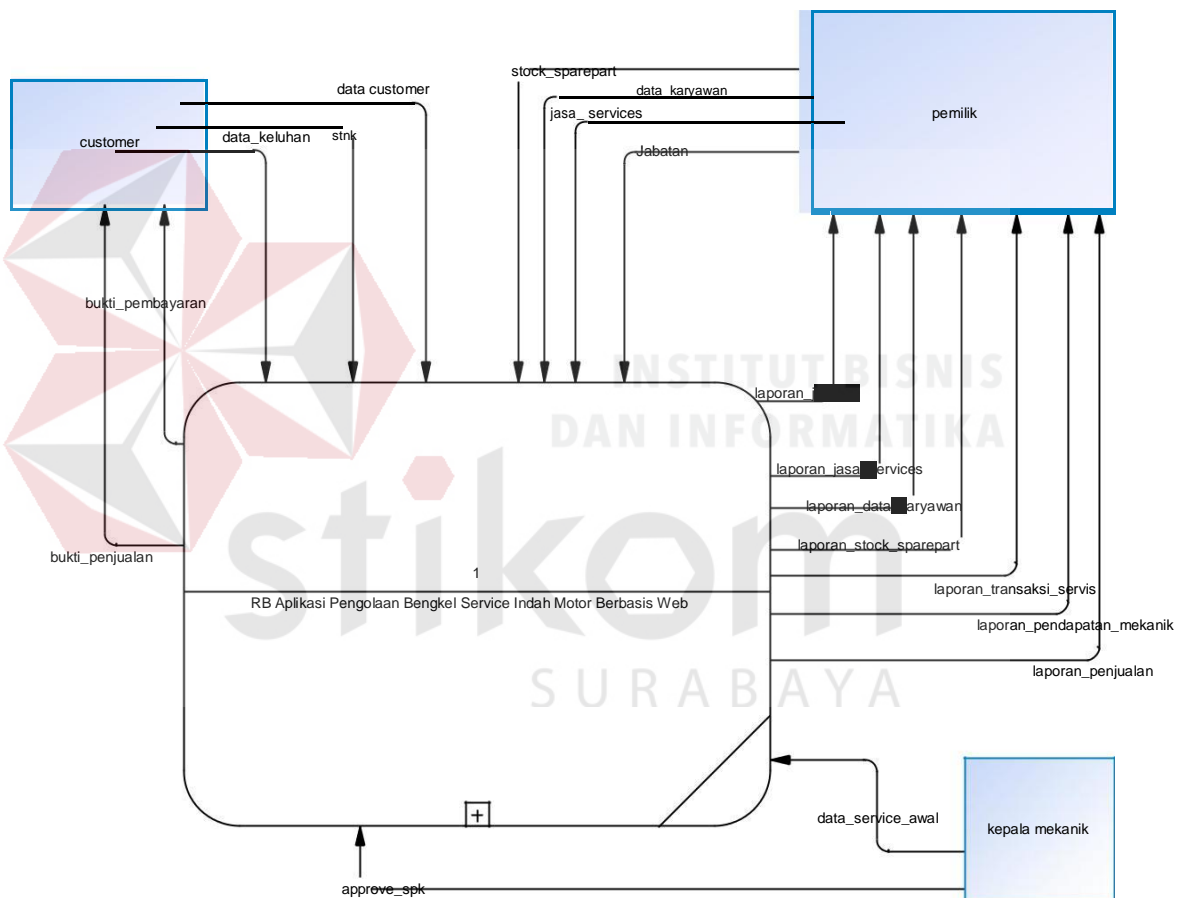 stock_sparepart
data customer
data_karyawan
jasa_ services
pemilik
customer
data_keluhan
stnk
Jabatan
bukti_pembayaran
INSTITUT BISNIS
DAN INFORMATIKA
laporan_
laporan_jasa ervices
laporan_data aryawan
laporan_stock_sparepart
bukti_penjualan
stikom
1
RB Aplikasi Pengolaan Bengkel Service Indah Motor Berbasis Web
laporan_transaksi_servis
laporan_pendapatan_mekanik
laporan_penjualan
SURABAYA
data_service_awal
kepala mekanik
+
approve_spk